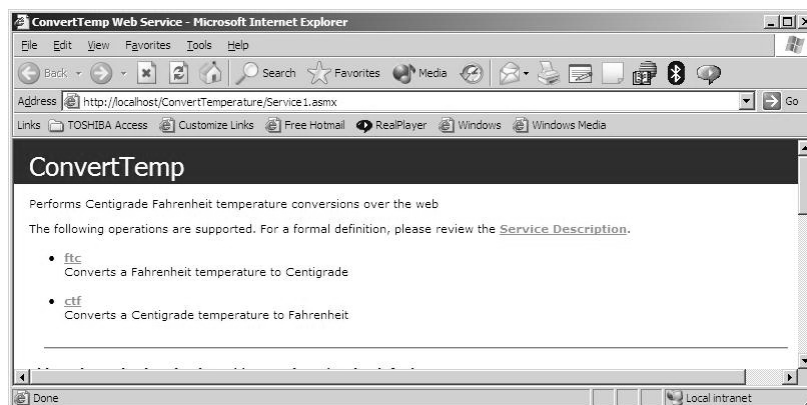 ConvertTemp Web Service - Microsoft Internet Explorer
File Edit View Favorites Tools Help
Back Search Favorites Media
Address http://localhost/ConvertTemperature/Service1.asmx Go
Links TOSHIBA Access Customize Links Free Hotmail RealPlayer Windows Windows Media
ConvertTemp
Performs Centigrade Fahrenheit temperature conversions over the web
The following operations are supported. For a formal definition, please review the Service Description.
• ftc
Converts a Fahrenheit temperature to Centigrade
• ctf
Converts a Centigrade temperature to Fahrenheit
Done Local intranet